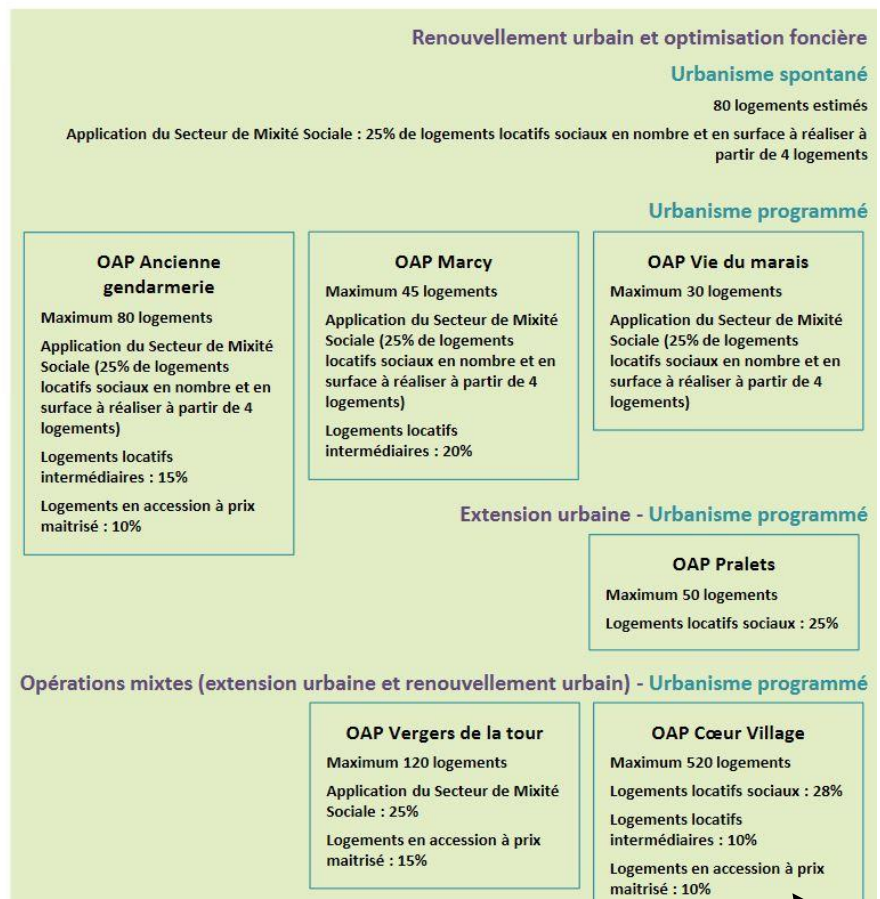 Renouvellement urbain et optimisation foncière
Urbanisme spontané
80 logements estimés
Application du Secteur de Mixité Sociale : 25% de logements locatifs sociaux en nombre et en surface à réaliser à
partir de 4 logements
Urbanisme programmé
OAP Ancienne
gendarmerie
Maximum 80 logements
Application du Secteur de Mixité
Sociale (25% de logements
locatifs sociaux en nombre et en
surface à réaliser à partir de 4
logements)
Logements locatifs
intermédiaires : 15%
Logements en accession à prix
maitrisé : 10%
OAP Marcy
Maximum 45 logements
Application du Secteur de Mixité
Sociale (25% de logements
locatifs sociaux en nombre et en
surface à réaliser à partir de 4
logements)
Logements locatifs
intermédiaires : 20%
OAP Vie du marais
Maximum 30 logements
Application du Secteur de Mixité
Sociale (25% de logements
locatifs sociaux en nombre et en
surface à réaliser à partir de 4
logements)
Extension urbaine - Urbanisme programmé
OAP Pralets
Maximum 50 logements
Logements locatifs sociaux : 25%
Opérations mixtes (extension urbaine et renouvellement urbain) - Urbanisme programmé
OAP Vergers de la tour
Maximum 120 logements
Application du Secteur de Mixité
Sociale : 25%
Logements en accession à prix
maitrisé : 15%
OAP Cœur Village
Maximum 520 logements
Logements locatifs sociaux : 28%
Logements locatifs
intermédiaires : 10%
Logements en accession à prix
maitrisé : 10%